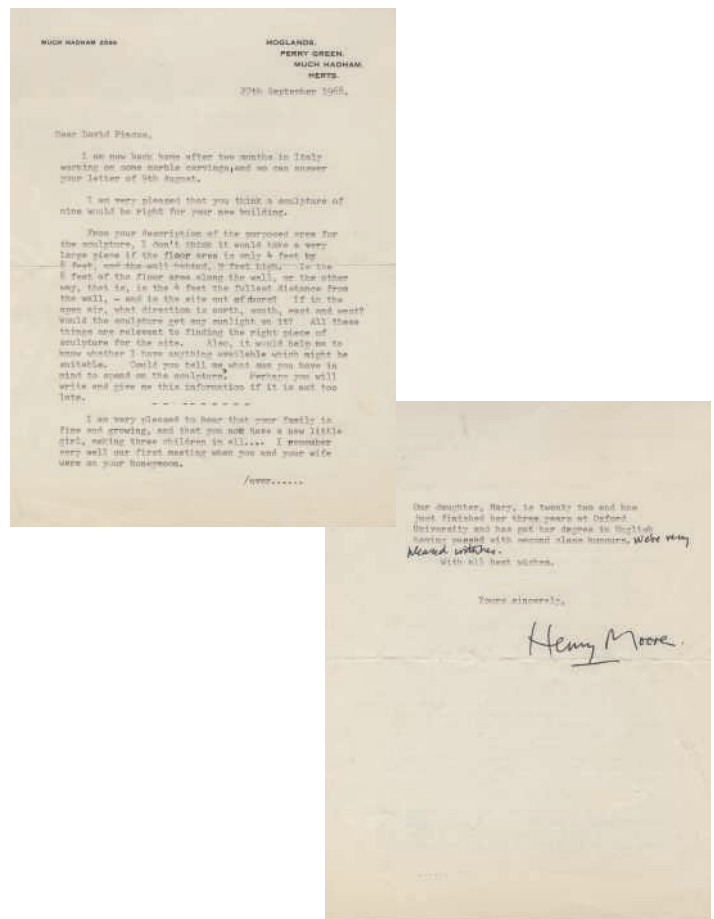 MUCH HADHAM 2566
HOGLANDS,
PERRY GREEN,
MUCH HADHAM,
HERTS.
27th September 1968.
Dear David Pincus,
I am now back home after two months in Italy
working on some marble carvings, and so can answer
your letter of 9th August.
I am very pleased that you think a sculpture of
mine would be right for your new building.
From your description of the purposed area for
the sculpture, I don't think it would take a very
large piece if the floor area is only 4 feet by
8 feet, and the wall behind, 9 feet high. Is the
8 feet of the floor area along the wall, or the other
way, that is, is the 4 feet the fullest distance from
the wall, - and is the site out of doors? If in the
open air, what direction is north, south, east and west?
Would the sculpture get any sunlight on it? All these
things are relevant to finding the right piece of
sculpture for the site. Also, it would help me to
know whether I have anything available which might be
suitable. Could you tell me what sum you have in
mind to spend on the sculpture? Perhaps you will
write and give me this information if it is not too
late.
- - - - - - - - - -
I am very pleased to hear that your family is
fine and growing, and that you now have a new little
girl, making three children in all.... I remember
very well our first meeting when you and your wife
were on your honeymoon.
/over......
Our daughter, Mary, is twenty two and has
just finished her three years at Oxford
University and has got her degree in English
having passed with second class honours. We're very
pleased with her.
With all best wishes.
Yours sincerely,
Henry Moore.